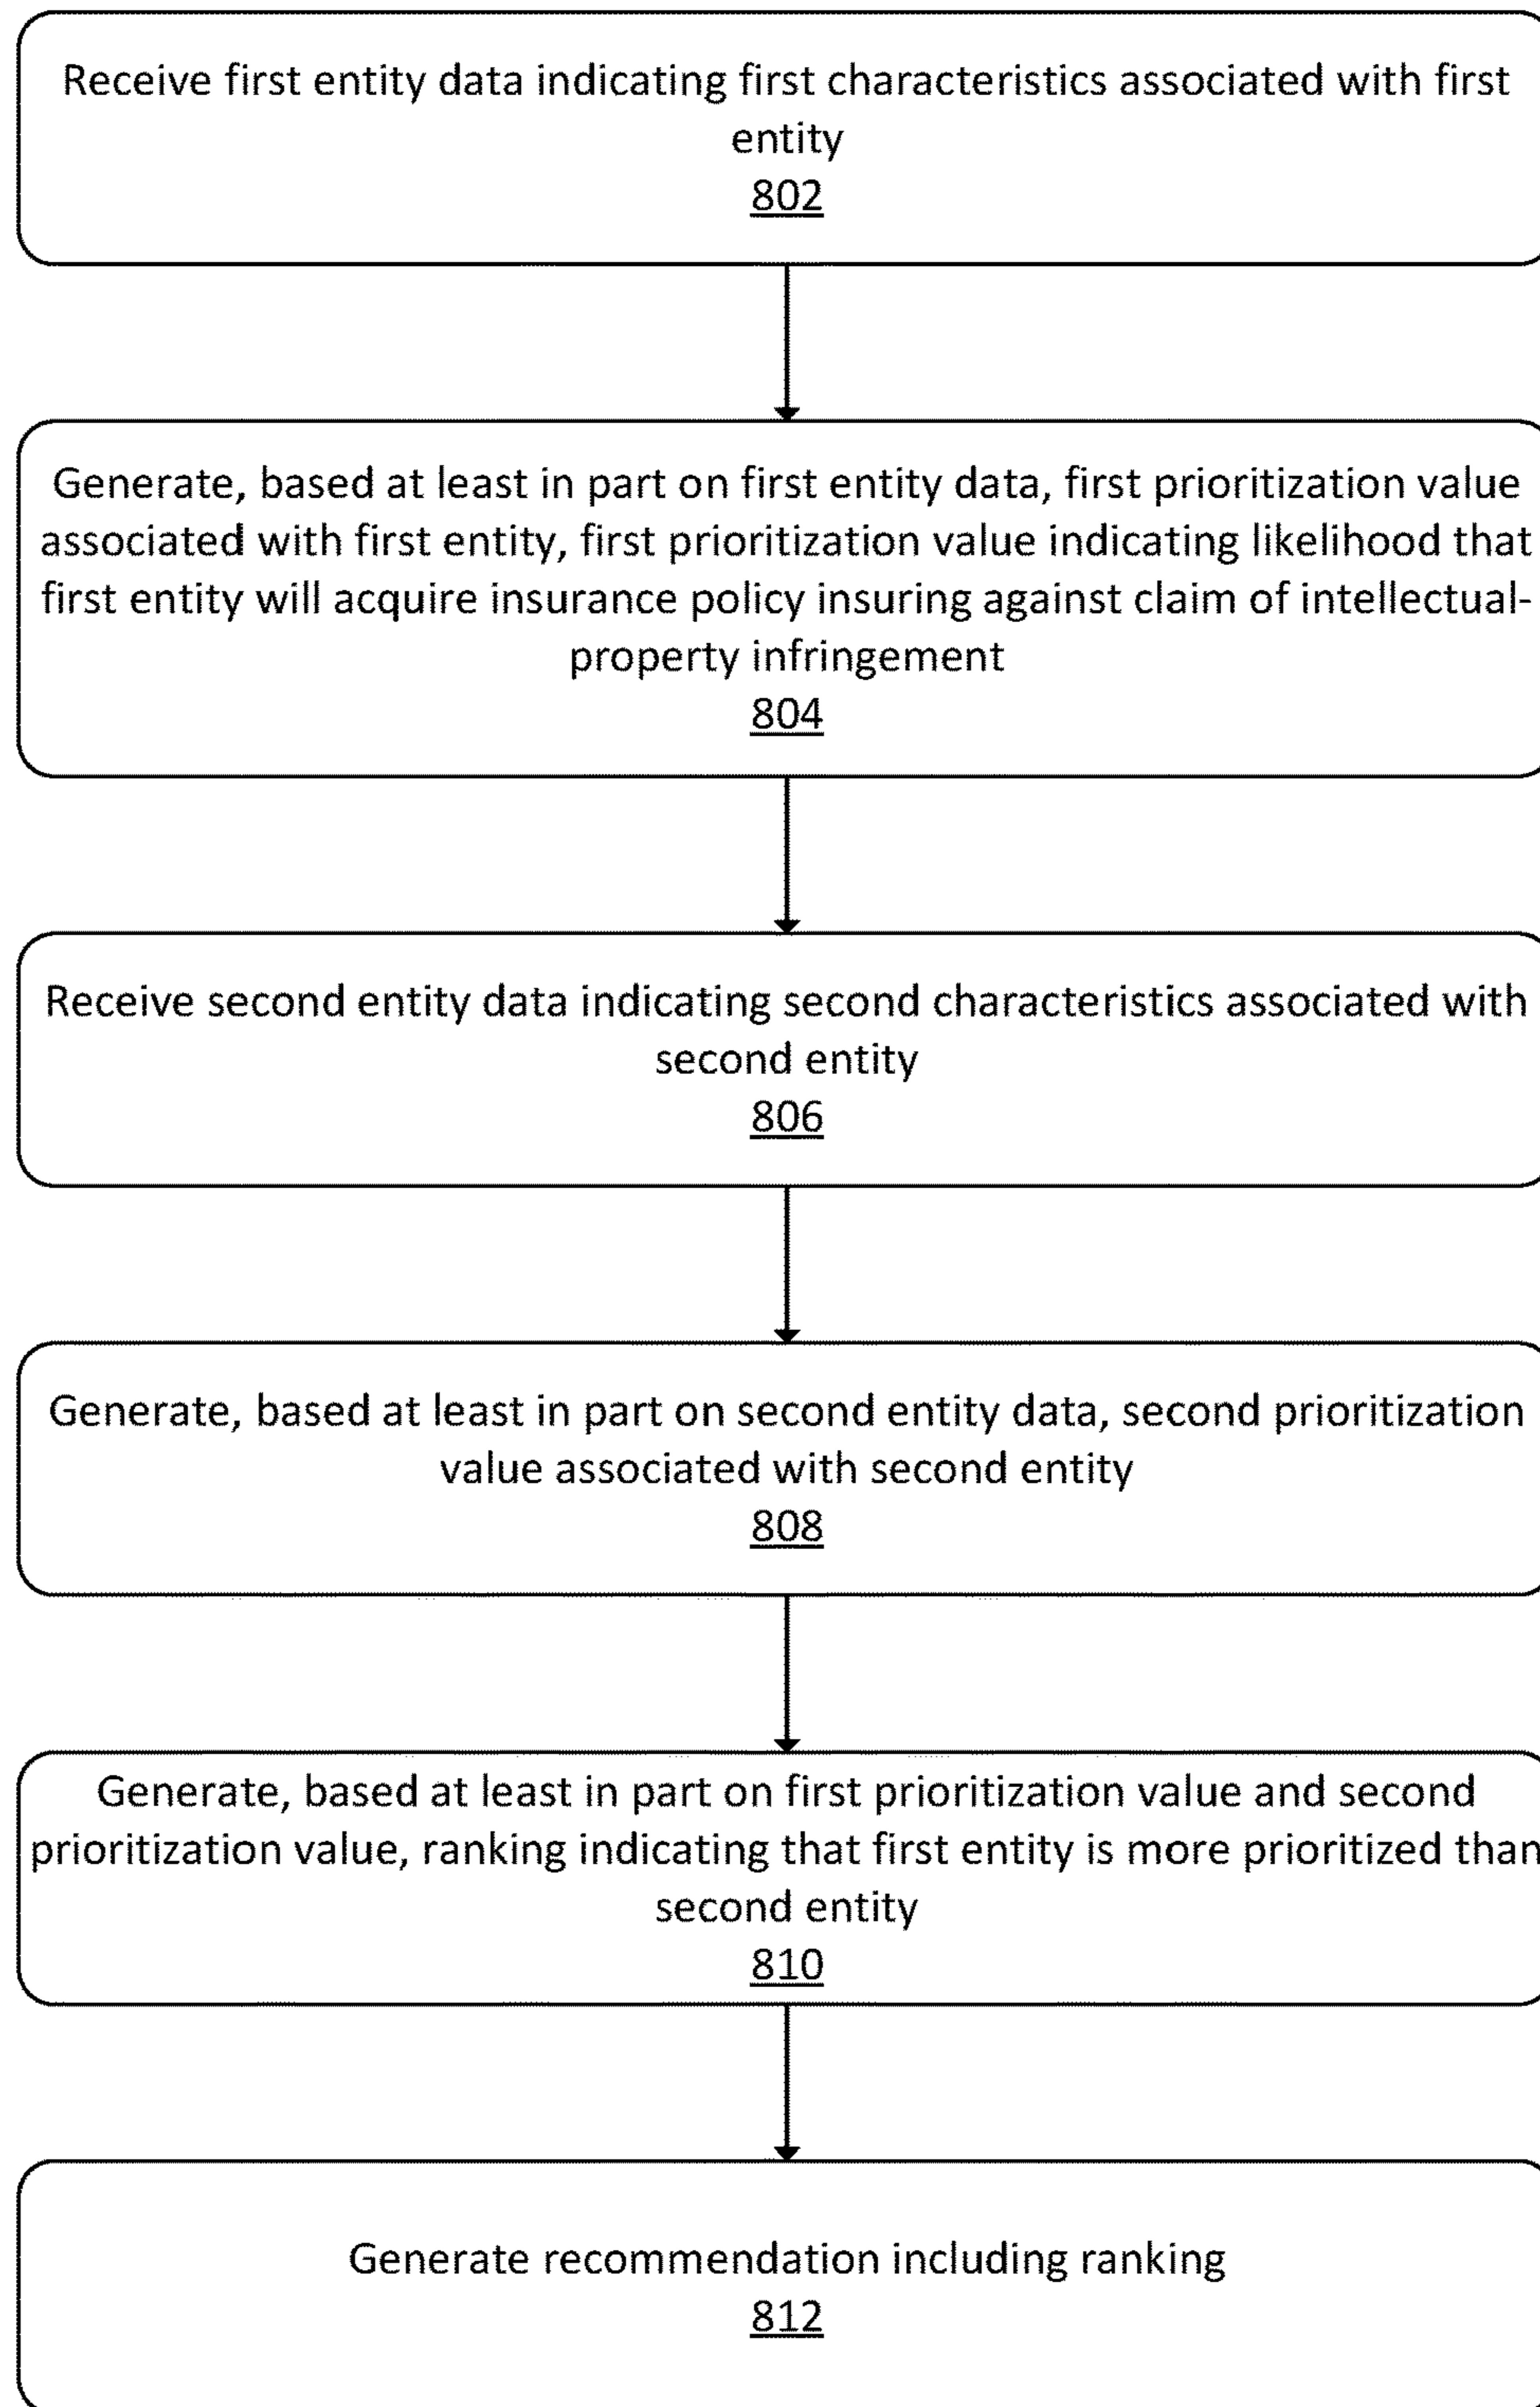 Receive first entity data indicating first characteristics associated with first
entity
802
Generate, based at least in part on first entity data, first prioritization value
associated with first entity, first prioritization value indicating likelihood that
first entity will acquire insurance policy insuring against claim of intellectual-
property infringement
804
Receive second entity data indicating second characteristics associated with
second entity
806
Generate, based at least in part on second entity data, second prioritization
value associated with second entity
808
Generate, based at least in part on first prioritization value and second
prioritization value, ranking indicating that first entity is more prioritized than
second entity
810
Generate recommendation including ranking
812